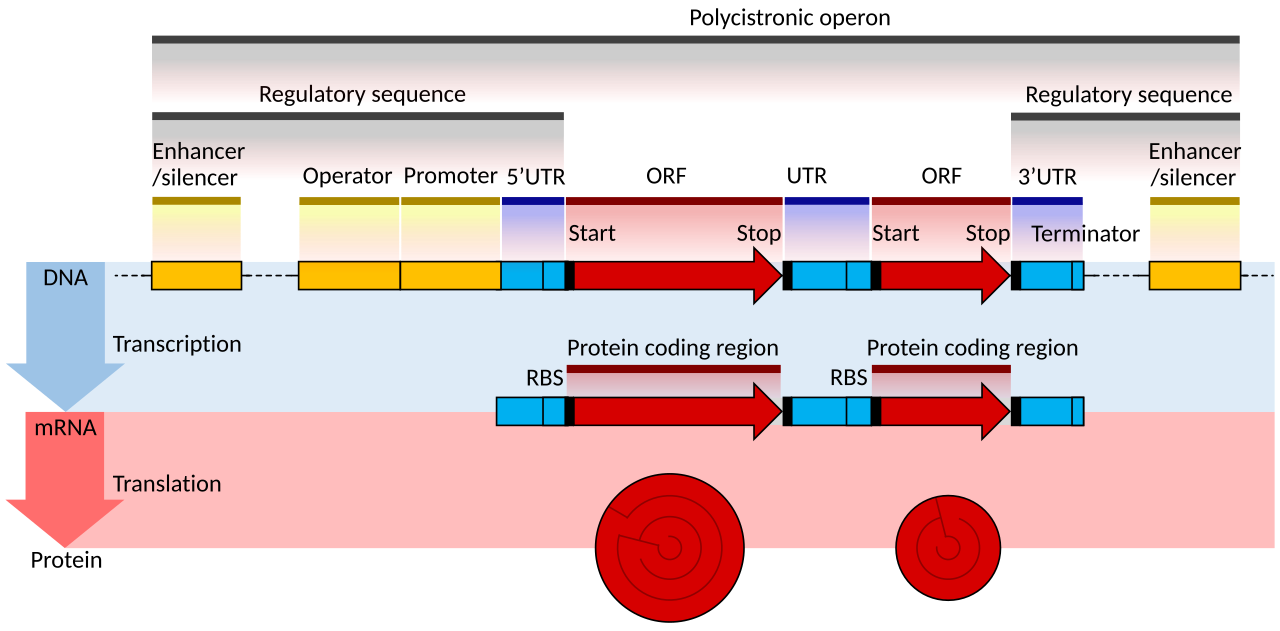 Polycistronic operon
Regulatory sequence
Regulatory sequence
Enhancer
/silencer
Operator
Promoter
5’UTR
ORF
UTR
ORF
3’UTR
Enhancer
/silencer
Start
Stop
Start
Stop
Terminator
DNA
Transcription
Protein coding region
Protein coding region
RBS
RBS
mRNA
Translation
Protein